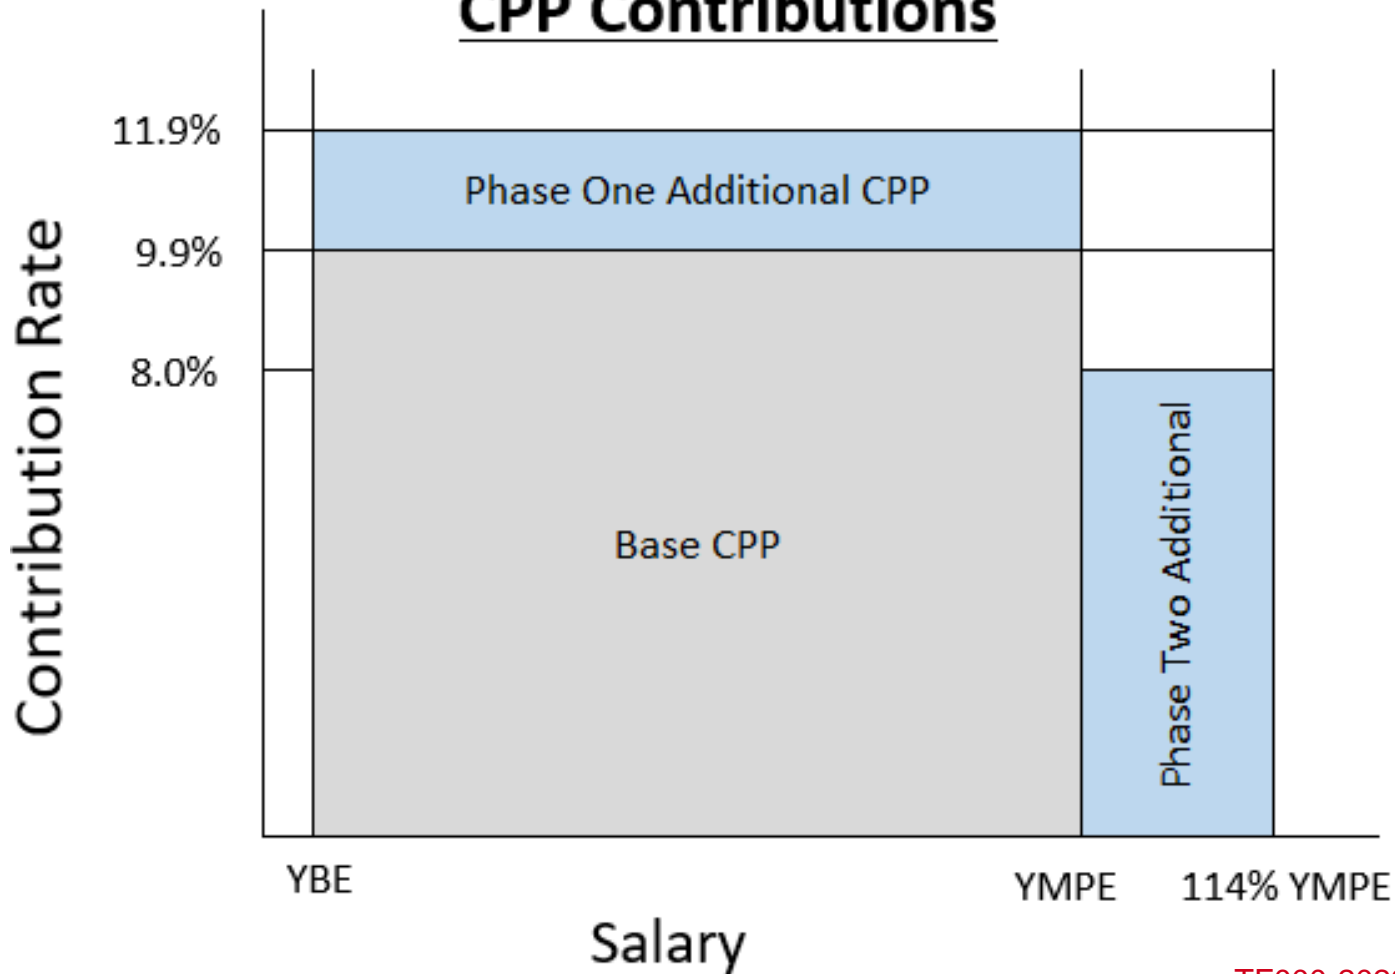 CPP Contributions
11.9%
Phase One Additional CPP
9.9%
8.0%
Contribution Rate
Base CPP
Phase Two Additional
YBE
YMPE
114% YMPE
Salary